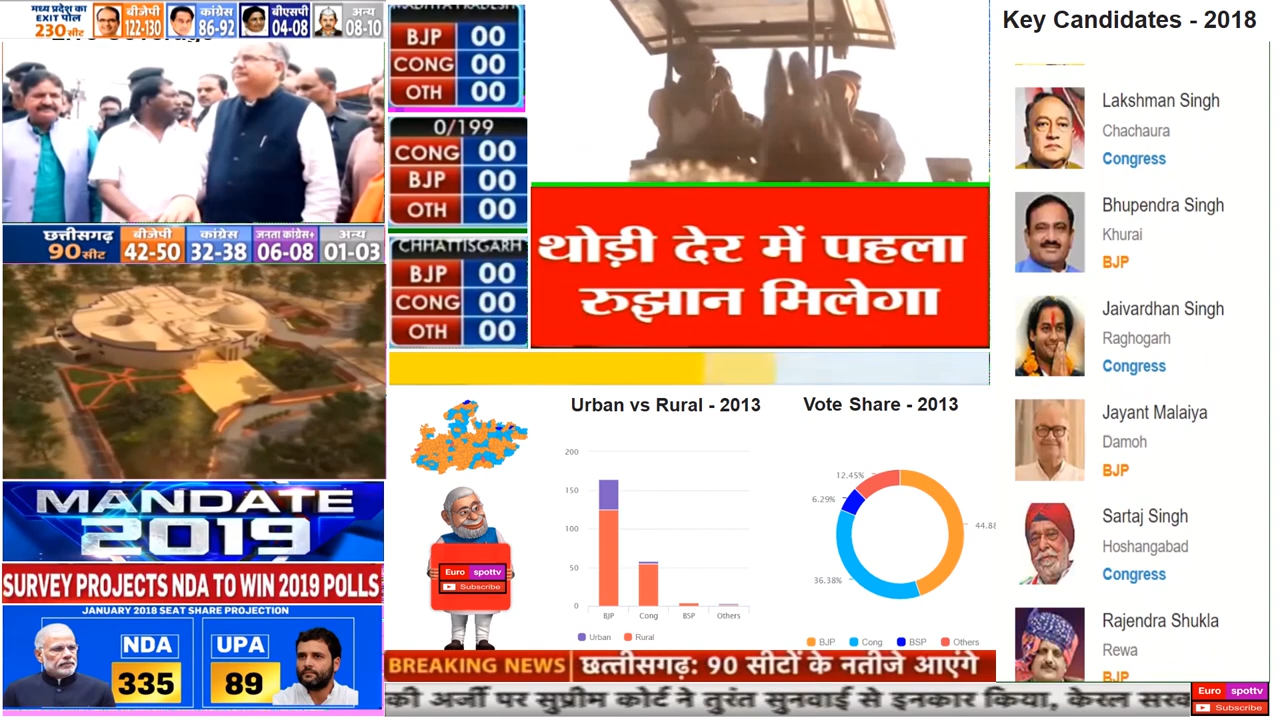 मध्य प्रदेश का
EXIT पोल
230 सीट
बीजेपी
122-130
कांग्रेस
86-92
बीएसपी
04-08
अन्य
08-10
छत्तीसगढ़
90 सीट
बीजेपी
42-50
कांग्रेस
32-38
जनता कांग्रेस+
06-08
अन्य
01-03
MANDATE
2019
SURVEY PROJECTS NDA TO WIN 2019 POLLS
JANUARY 2018 SEAT SHARE PROJECTION
NDA
335
UPA
89
MADHYA PRADESH
BJP 00
CONG 00
OTH 00
0/199
CONG 00
BJP 00
OTH 00
CHHATTISGARH
BJP 00
CONG 00
OTH 00
थोड़ी देर में पहला
रुझान मिलेगा
Urban vs Rural - 2013
200
150
100
50
0
BJP Cong BSP Others
Urban Rural
Vote Share - 2013
12.45%
6.29%
44.88
36.38%
BJP Cong BSP Others
Euro spottv
Subscribe
Key Candidates - 2018
Lakshman Singh
Chachaura
Congress
Bhupendra Singh
Khurai
BJP
Jaivardhan Singh
Raghogarh
Congress
Jayant Malaiya
Damoh
BJP
Sartaj Singh
Hoshangabad
Congress
Rajendra Shukla
Rewa
BJP
BREAKING NEWS छत्तीसगढ़: 90 सीटों के नतीजे आएंगे
की अर्जी पर सुप्रीम कोर्ट ने तुरंत सुनवाई से इनकार किया, केरल
Euro spottv
Subscribe